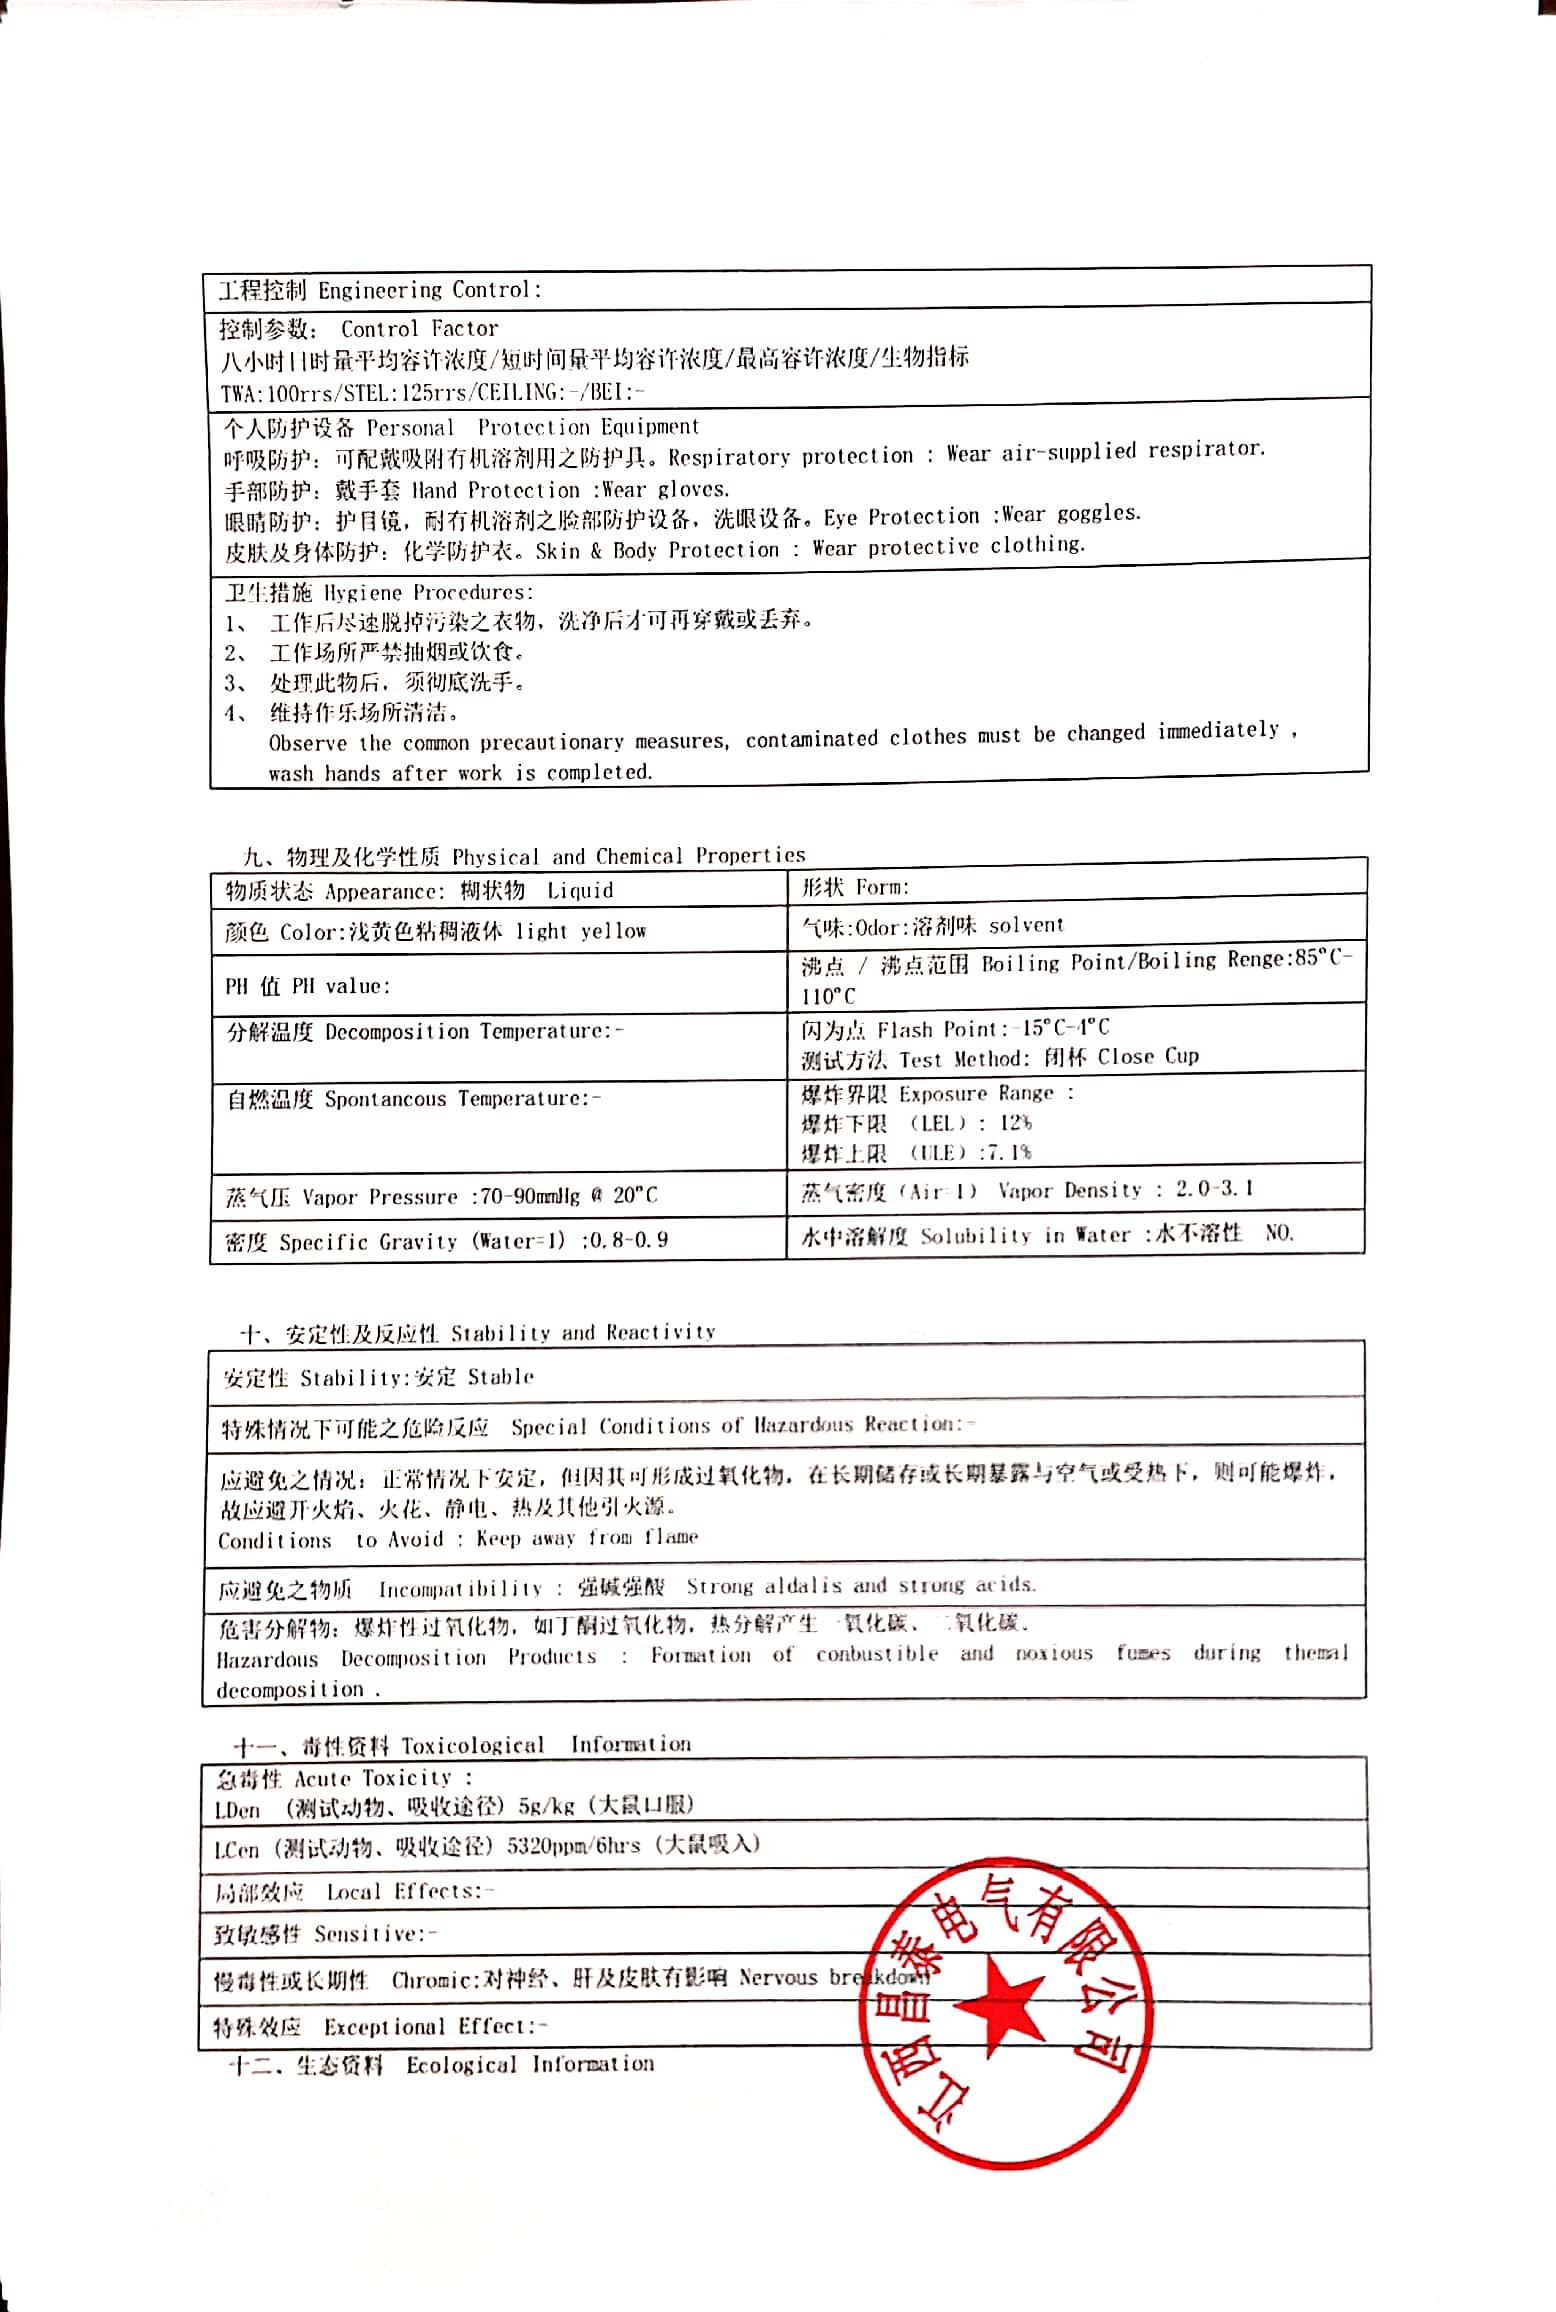 工程控制 Engineering Control:
控制参数: Control Factor
八小时日时量平均容许浓度/短时间量平均容许浓度/最高容许浓度/生物指标
TWA:100rrs/STEL:125rrs/CEILING:-/BEI:-
个人防护设备 Personal Protection Equipment
呼吸防护: 可配戴吸附有机溶剂用之防护具。Respiratory protection : Wear air-supplied respirator.
手部防护: 戴手套 Hand Protection :Wear gloves.
眼睛防护: 护目镜, 耐有机溶剂之脸部防护设备, 洗眼设备。Eye Protection :Wear goggles.
皮肤及身体防护: 化学防护衣。Skin & Body Protection : Wear protective clothing.
卫生措施 Hygiene Procedures:
1、 工作后尽速脱掉污染之衣物, 洗净后才可再穿戴或丢弃。
2、 工作场所严禁抽烟或饮食。
3、 处理此物后, 须彻底洗手。
4、 维持作乐场所清洁。
Observe the common precautionary measures, contaminated clothes must be changed immediately ,
wash hands after work is completed.
九、物理及化学性质 Physical and Chemical Properties
物质状态 Appearance: 糊状物 Liquid
形状 Form:
颜色 Color:浅黄色粘稠液体 light yellow
气味:Odor:溶剂味 solvent
PH 值 PH value:
沸点 / 沸点范围 Boiling Point/Boiling Renge:85°C-
110°C
分解温度 Decomposition Temperature:-
闪为点 Flash Point:-15°C-4°C
测试方法 Test Method: 闭杯 Close Cup
自燃温度 Spontancous Temperature:-
爆炸界限 Exposure Range :
爆炸下限 (LEL) : 12%
爆炸上限 (ULE) :7.1%
蒸气压 Vapor Pressure :70-90mmHg @ 20°C
蒸气密度 (Air=1) Vapor Density : 2.0-3.1
密度 Specific Gravity (Water=1) :0.8-0.9
水中溶解度 Solubility in Water :水不溶性 NO.
十、安定性及反应性 Stability and Reactivity
安定性 Stability:安定 Stable
特殊情况下可能之危险反应 Special Conditions of Hazardous Reaction:-
应避免之情况: 正常情况下安定, 但因其可形成过氧化物, 在长期储存或长期暴露与空气或受热下, 则可能爆炸,
故应避开火焰、火花、静电、热及其他引火源。
Conditions to Avoid : Keep away from flame
应避免之物质 Incompatibility : 强碱强酸 Strong aldalis and strong acids.
危害分解物: 爆炸性过氧化物, 如丁酮过氧化物, 热分解产生一氧化碳、二氧化碳.
Hazardous Decomposition Products : Formation of conbustible and noxious fumes during themal
decomposition .
十一、毒性资料 Toxicological Information
急毒性 Acute Toxicity :
LDen (测试动物、吸收途径) 5g/kg (大鼠口服)
LCen (测试动物、吸收途径) 5320ppm/6hrs (大鼠吸入)
局部效应 Local Effects:-
致敏感性 Sensitive:-
慢毒性或长期性 Chromic:对神经、肝及皮肤有影响 Nervous breakdown
特殊效应 Exceptional Effect:-
十二. 生态资料 Ecological Information
江西昌泰电气有限公司